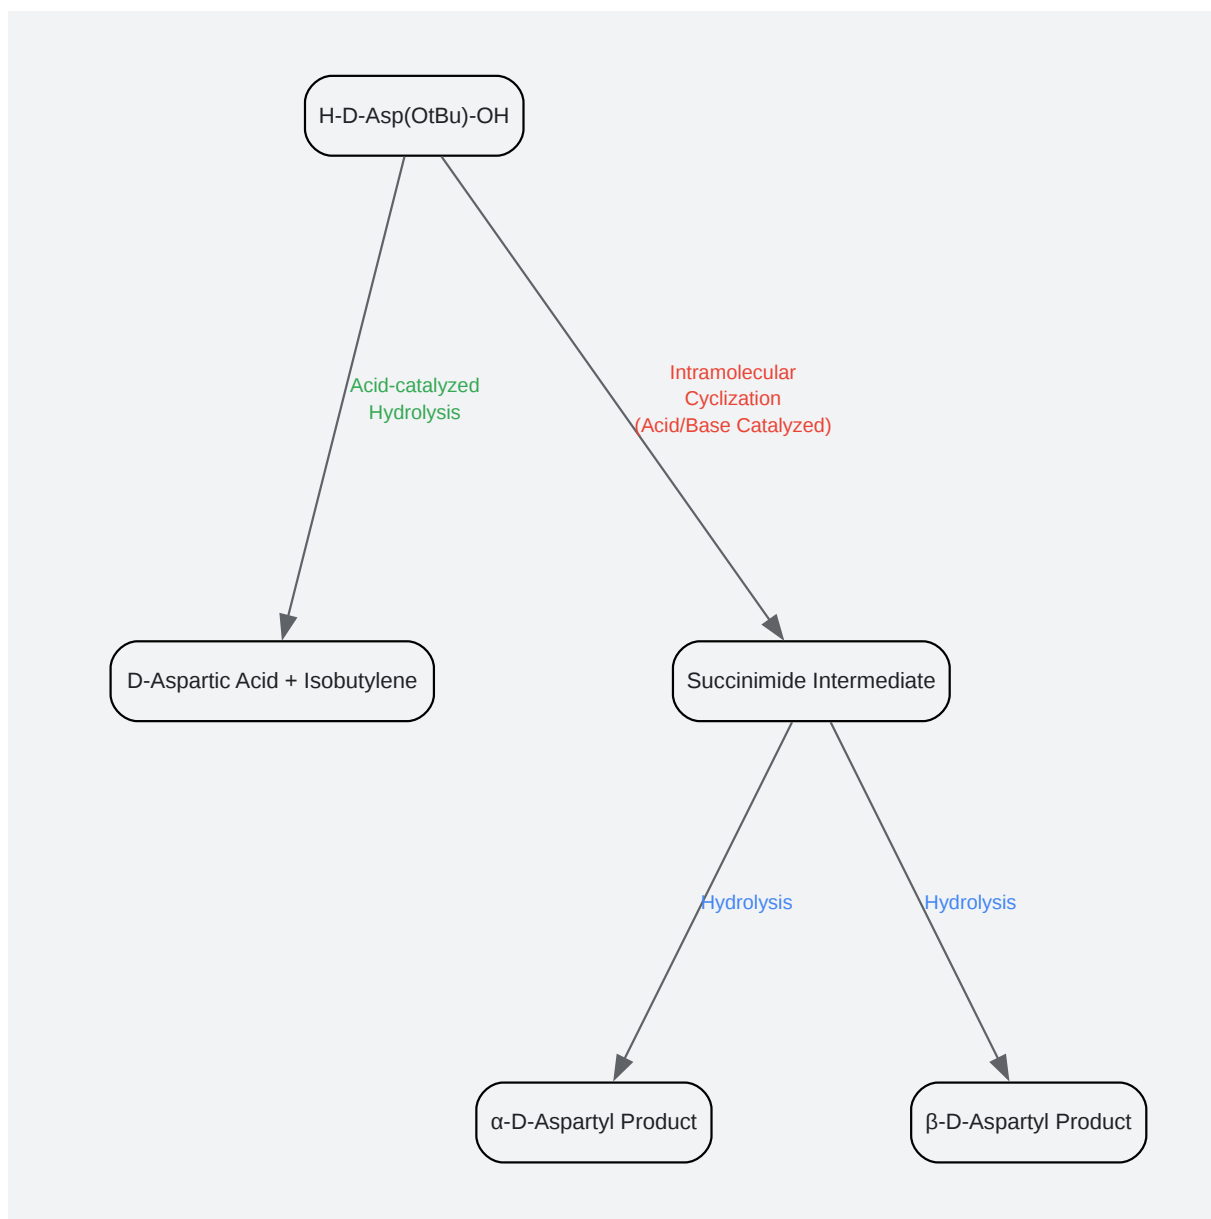 H-D-Asp(OtBu)-OH
Acid-catalyzed
Hydrolysis
Intramolecular
Cyclization
(Acid/Base Catalyzed)
D-Aspartic Acid + Isobutylene
Succinimide Intermediate
Hydrolysis
Hydrolysis
α-D-Aspartyl Product
β-D-Aspartyl Product